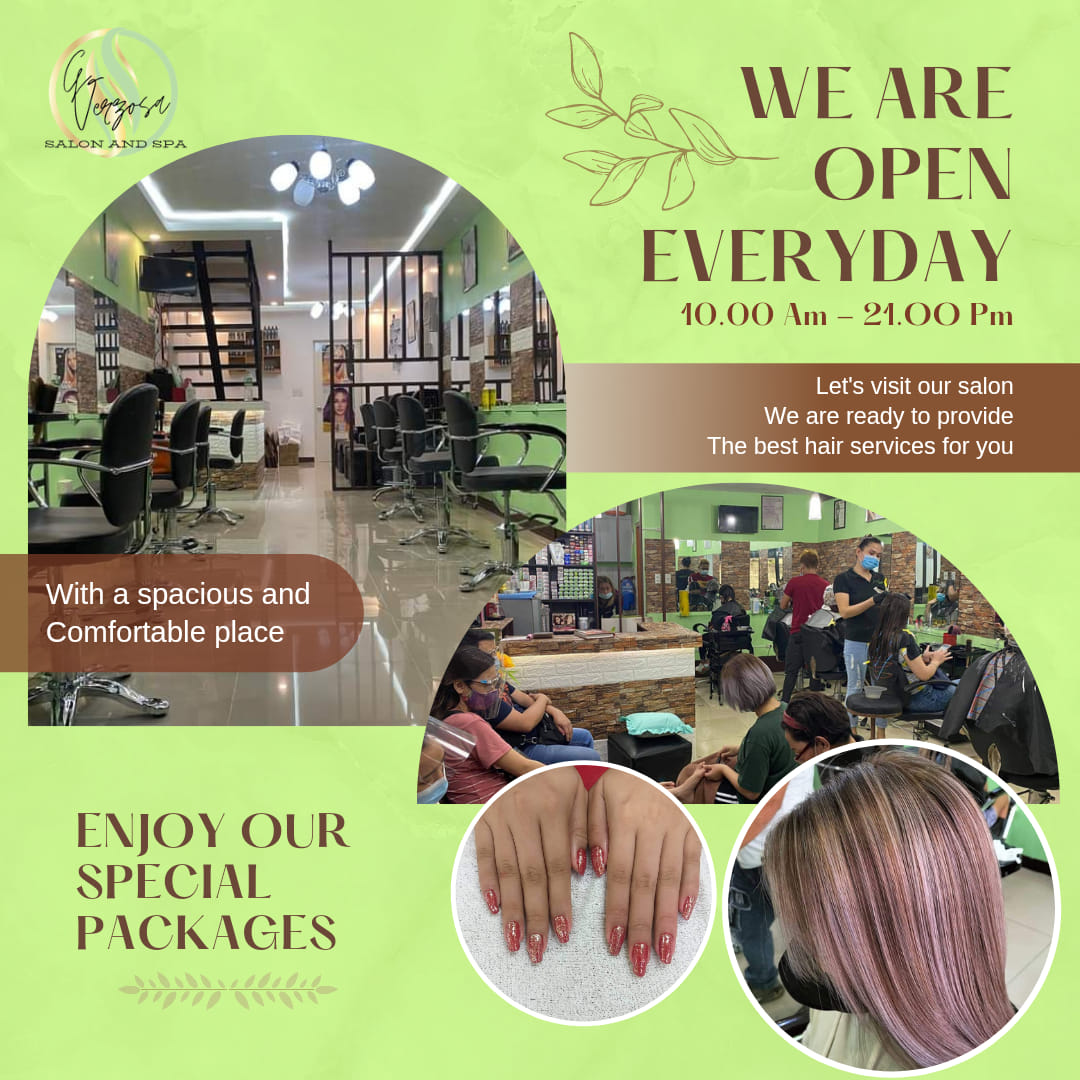 G Verzosa
SALON AND SPA
WE ARE
OPEN
EVERYDAY
10.00 Am – 21.00 Pm
Let's visit our salon
We are ready to provide
The best hair services for you
With a spacious and
Comfortable place
ENJOY OUR
SPECIAL
PACKAGES